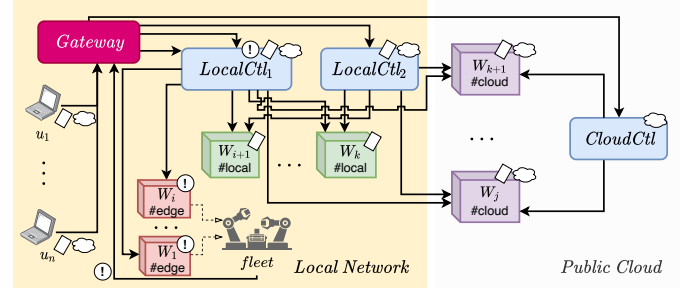 Gateway
!
LocalCtl₁
LocalCtl₂
Wₖ₊₁
#cloud
u₁
CloudCtl
Wᵢ₊₁
#local
...
Wₖ
#local
...
Wᵢ
#edge
!
...
Wⱼ
#cloud
uₙ
W₁
#edge
!
!
fleet
Local Network
Public Cloud